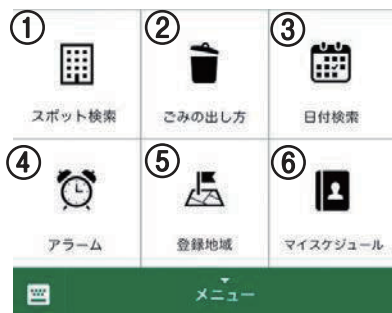 ① ② ③
スポット検索 ごみの出し方 日付検索
④ ⑤ ⑥
アラーム 登録地域 マイスケジュール
メニュー